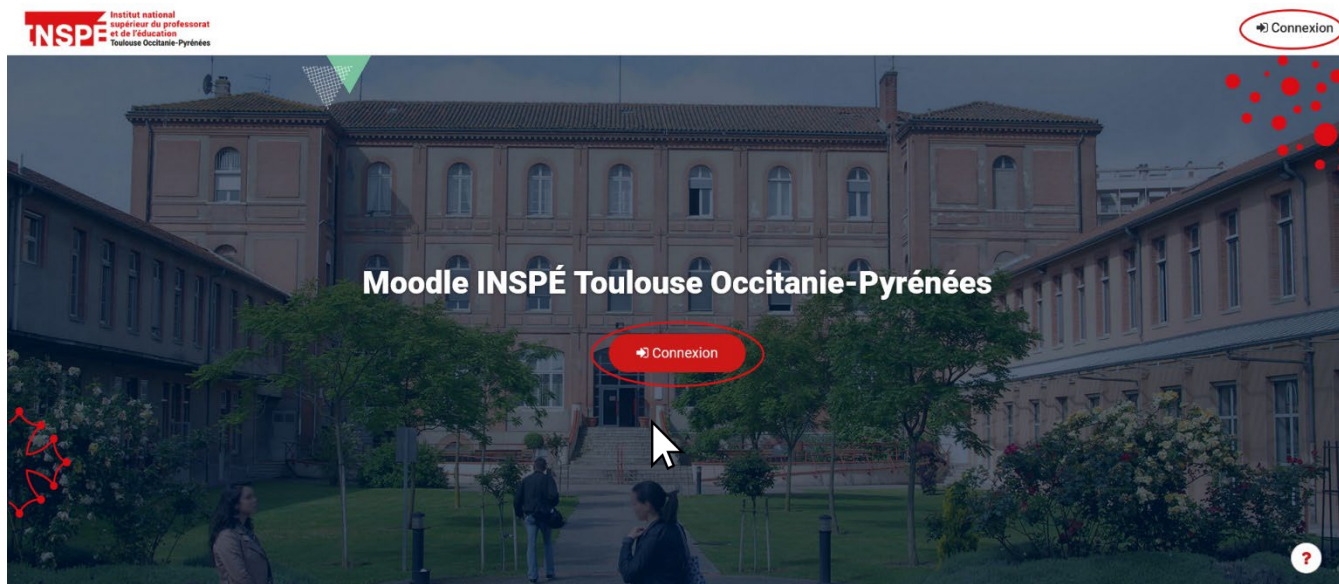 INSPÉ
Institut national
supérieur du professorat
et de l'éducation
Toulouse Occitanie-Pyrénées
Connexion
Moodle INSPÉ Toulouse Occitanie-Pyrénées
Connexion
?